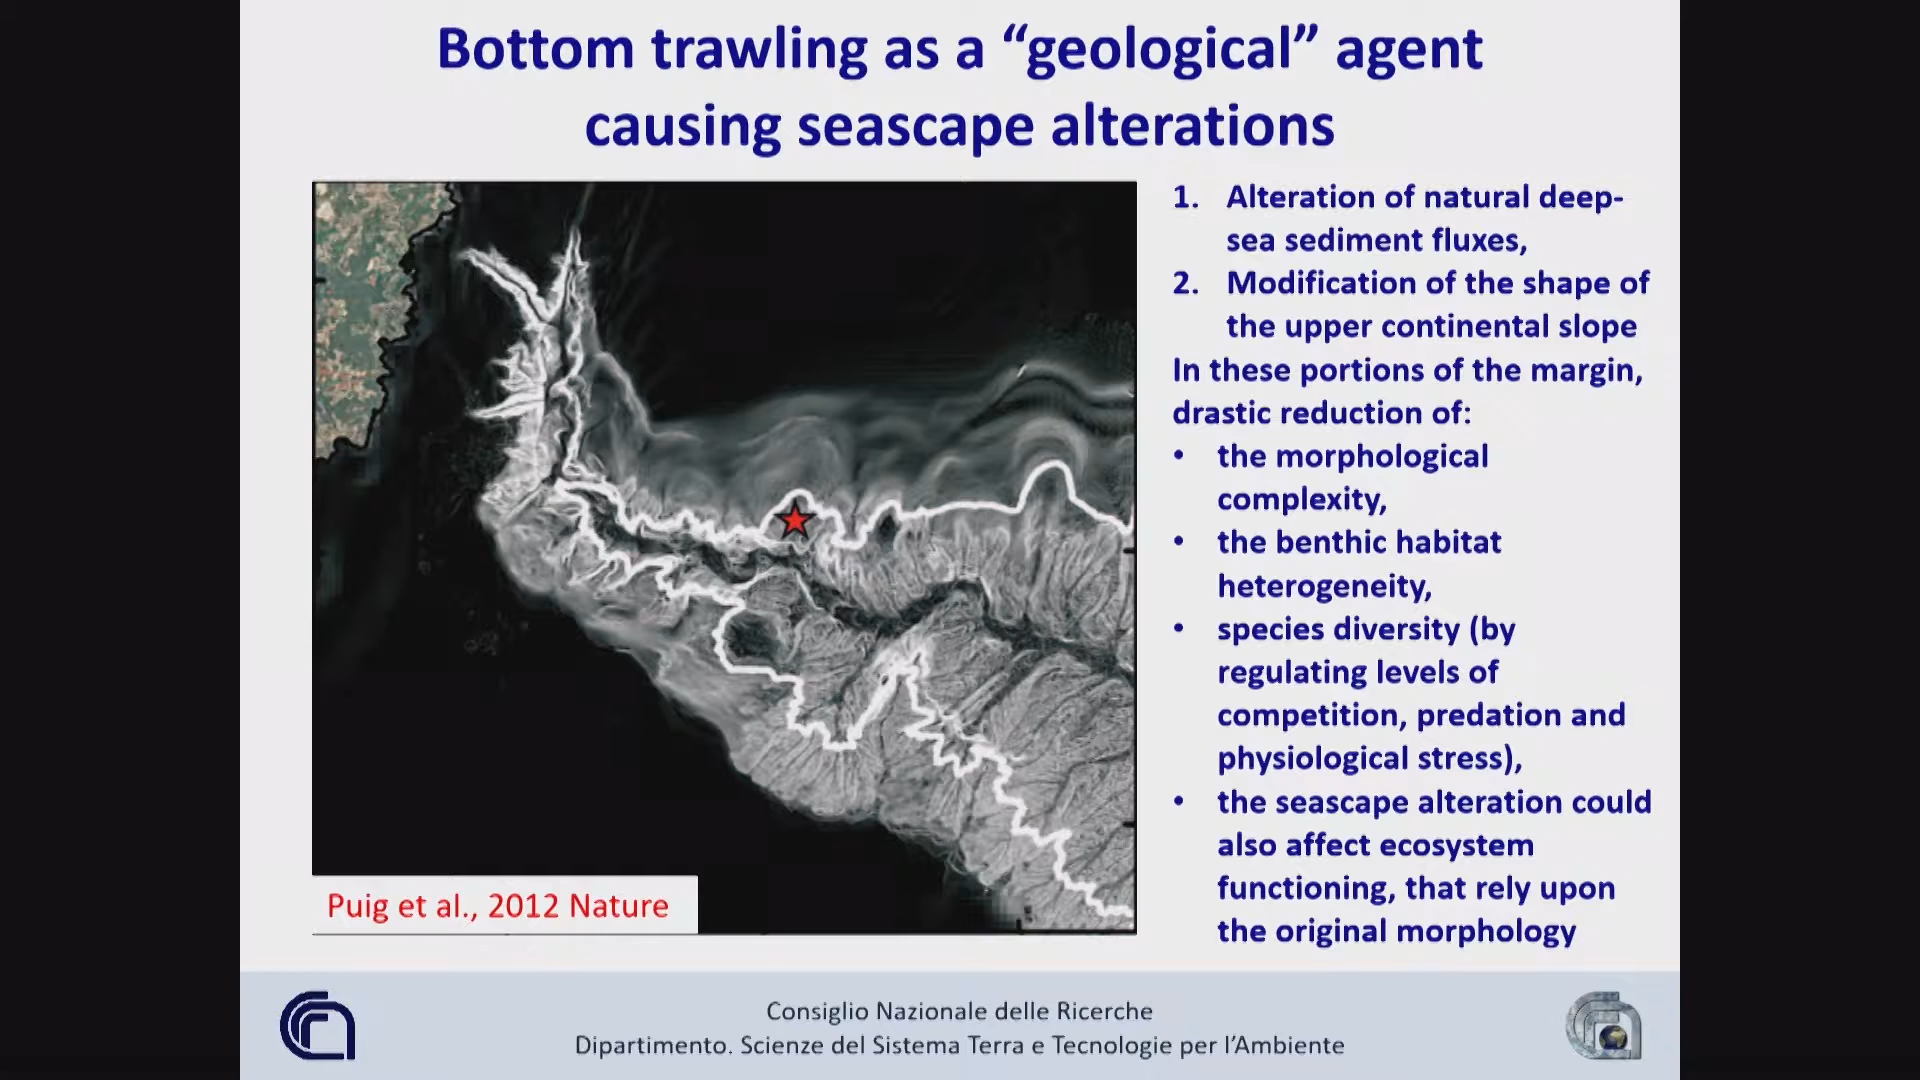 Bottom trawling as a “geological” agent
causing seascape alterations
1. Alteration of natural deep-
sea sediment fluxes,
2. Modification of the shape of
the upper continental slope
In these portions of the margin,
drastic reduction of:
• the morphological
complexity,
• the benthic habitat
heterogeneity,
• species diversity (by
regulating levels of
competition, predation and
physiological stress),
• the seascape alteration could
also affect ecosystem
functioning, that rely upon
the original morphology
Puig et al., 2012 Nature
Consiglio Nazionale delle Ricerche
Dipartimento. Scienze del Sistema Terra e Tecnologie per l’Ambiente